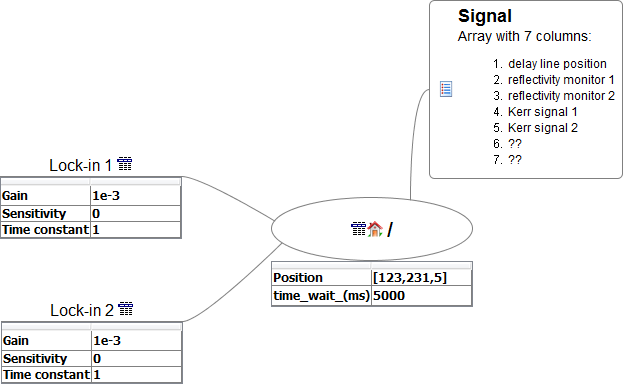 Signal
Array with 7 columns:
1. delay line position
2. reflectivity monitor 1
3. reflectivity monitor 2
4. Kerr signal 1
5. Kerr signal 2
6. ??
7. ??
Lock-in 1
Gain 1e-3
Sensitivity 0
Time constant 1
/
Position [123,231,5]
time_wait_(ms) 5000
Lock-in 2
Gain 1e-3
Sensitivity 0
Time constant 1